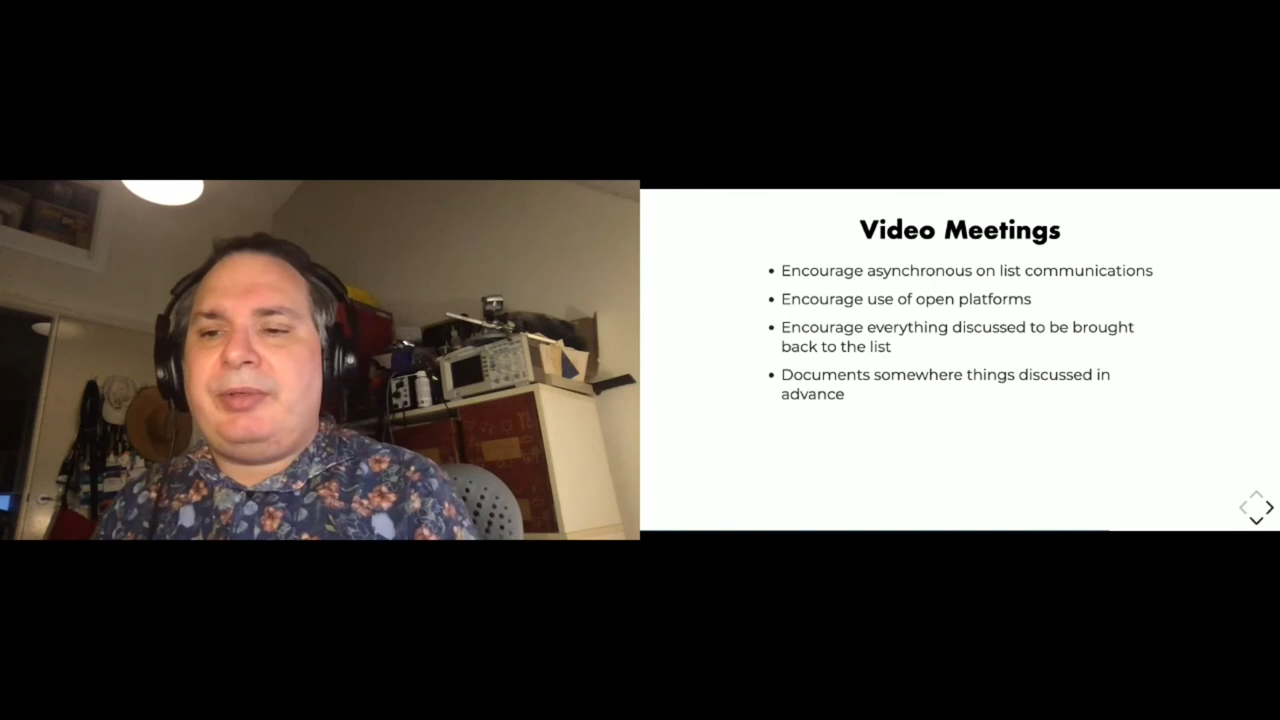 Video Meetings
• Encourage asynchronous on list communications
• Encourage use of open platforms
• Encourage everything discussed to be brought
back to the list
• Documents somewhere things discussed in
advance